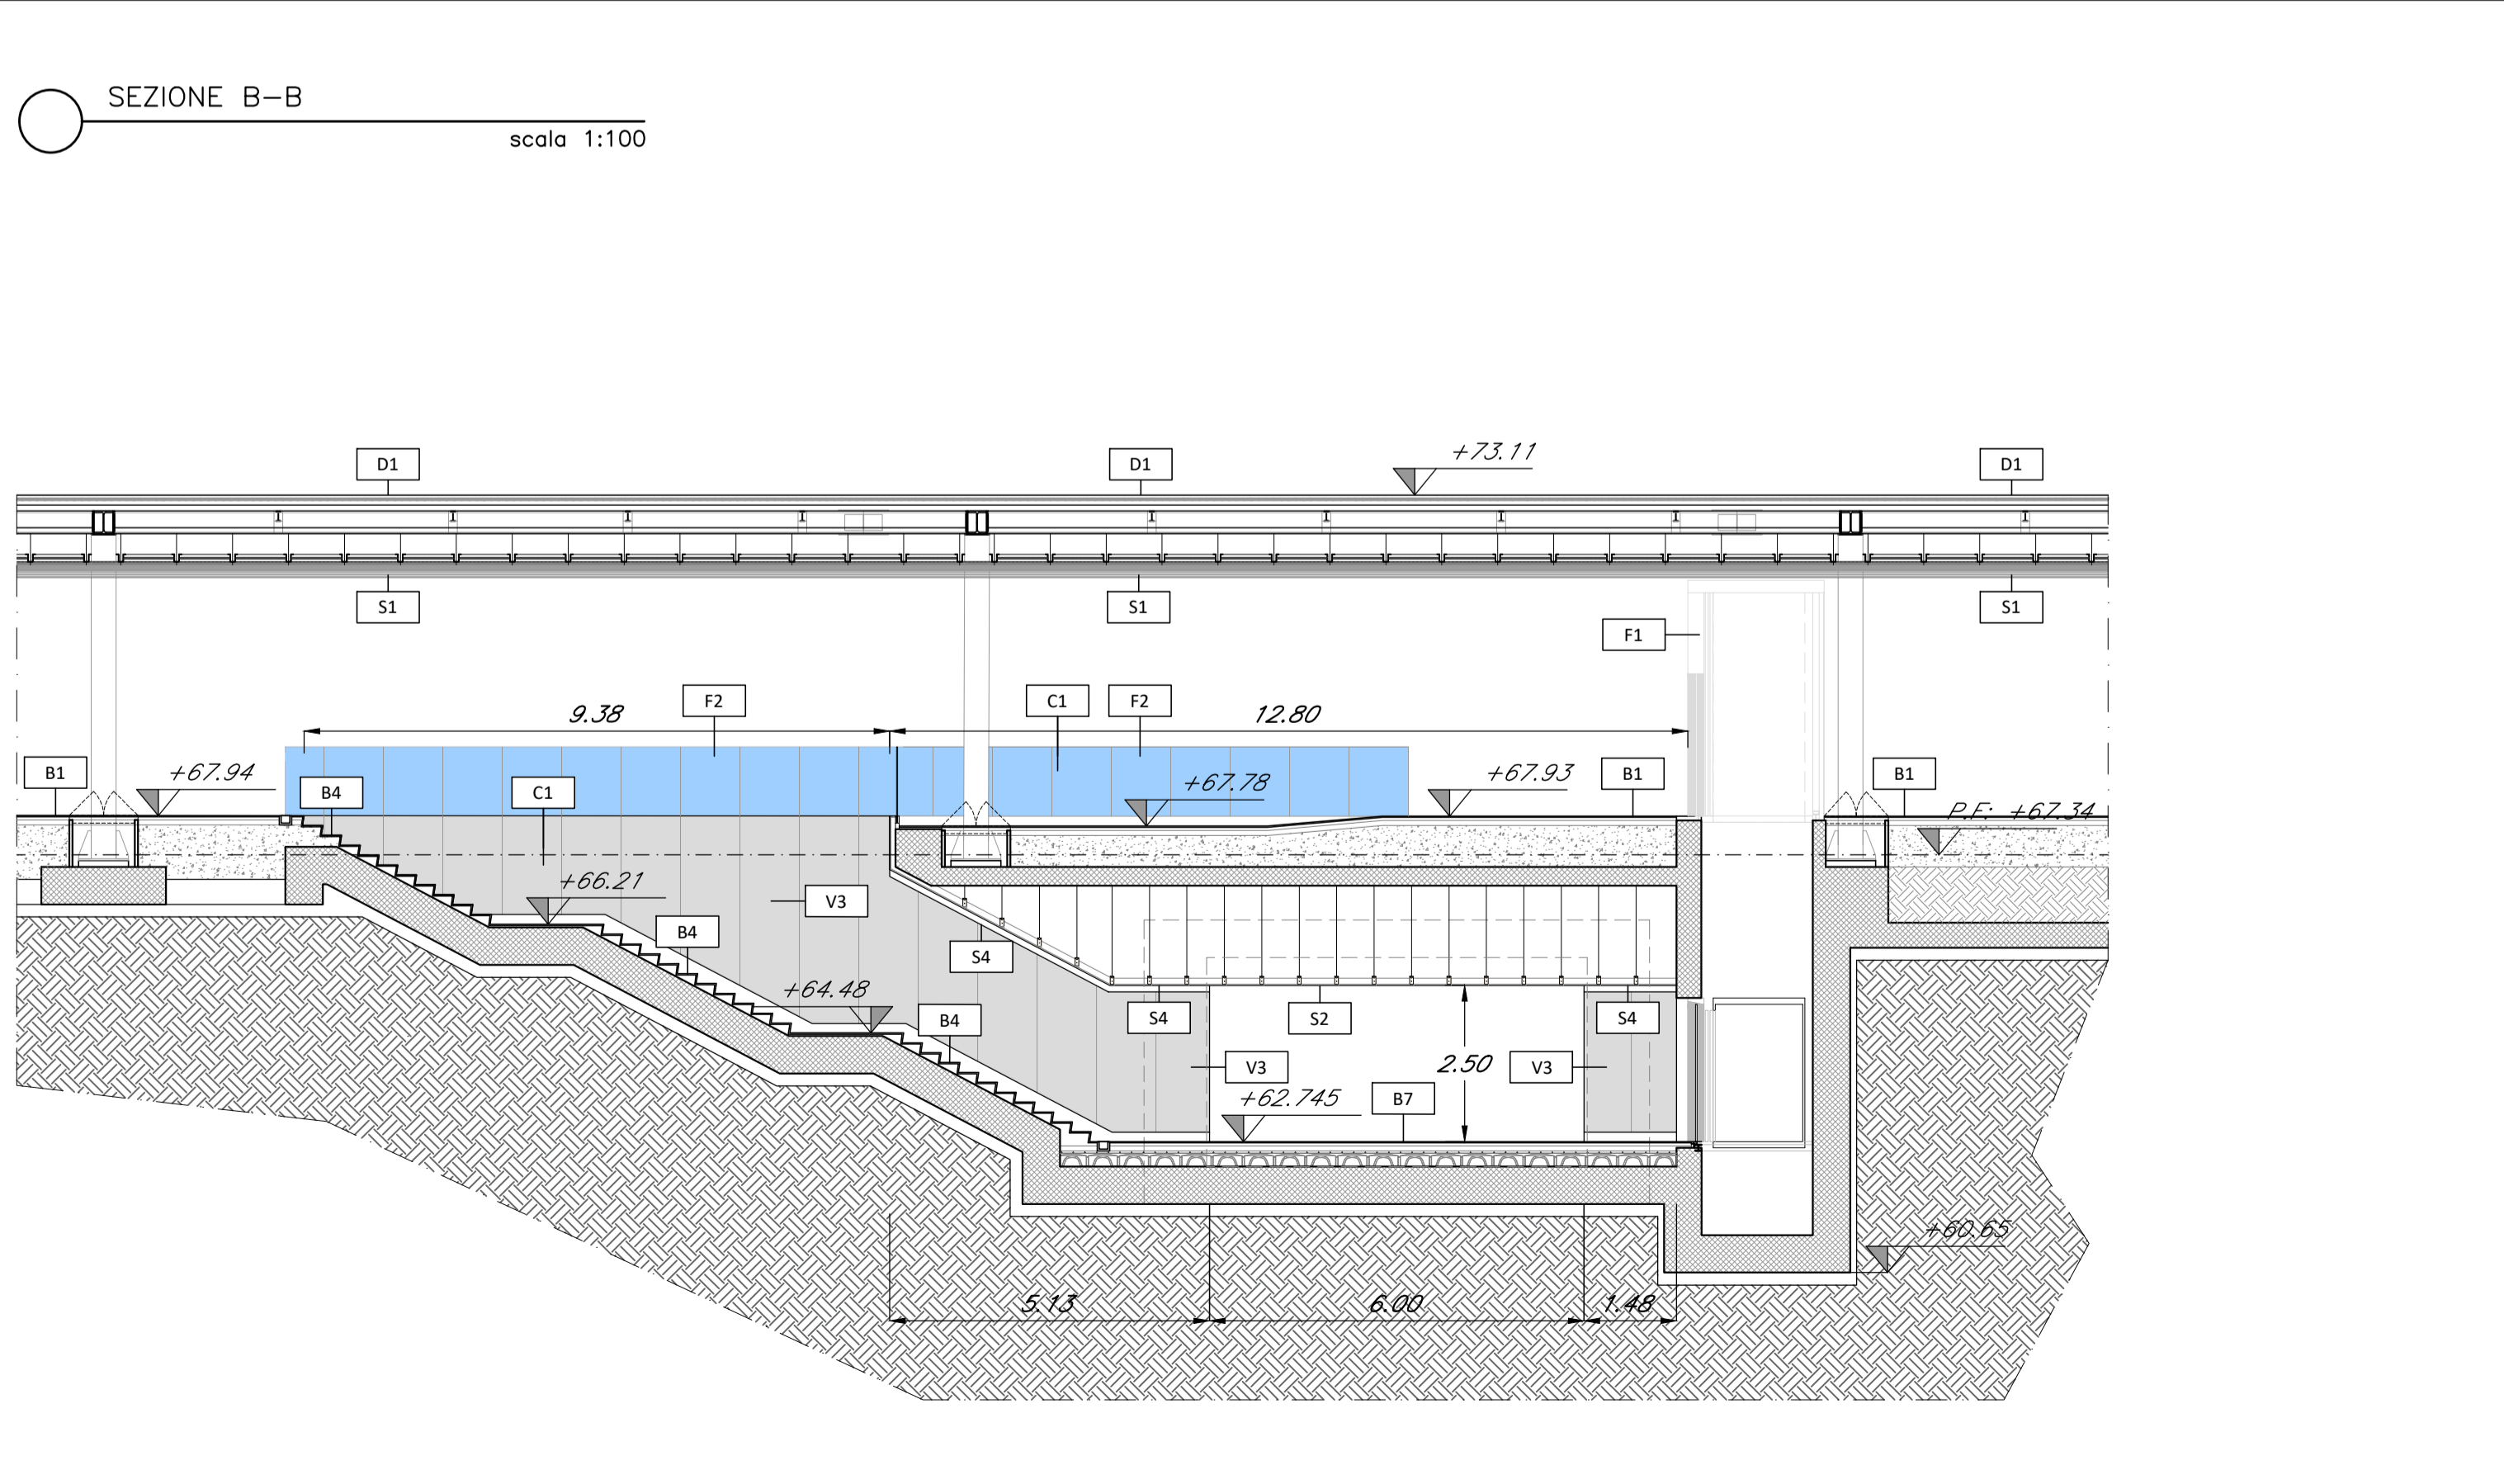 SEZIONE B-B
scala 1:100
+73.11
D1 D1 D1
S1 S1 S1
F1
F2 C1 F2
9.38 12.80
B1 +67.94 B4 C1 +67.78 +67.93 B1 B1
P.F: +67.34
+66.21 V3
B4 S4
+64.48
B4 S4 S2 S4
V3 2.50 V3
+62.745 B7
+60.65
5.13 6.00 1.48